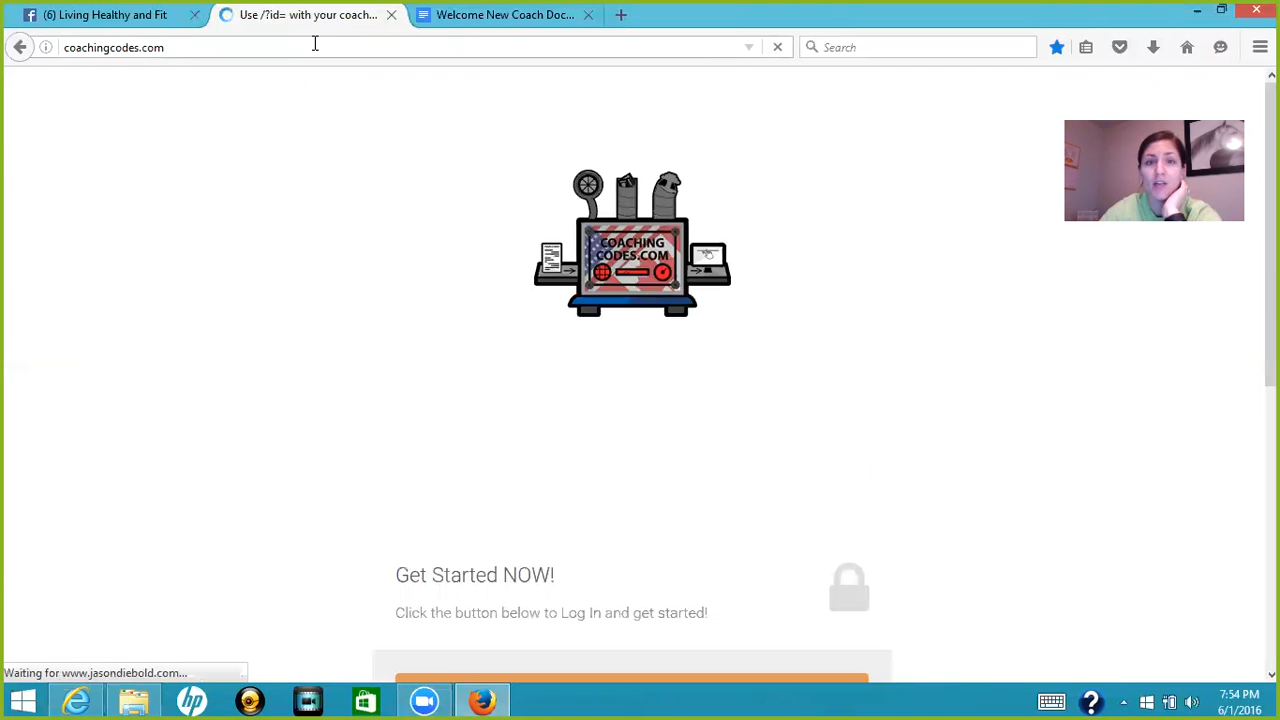 (6) Living Healthy and Fit
Use /?id= with your coach...
Welcome New Coach Doc...
coachingcodes.com
Search
COACHING
CODES.COM
Get Started NOW!
Click the button below to Log In and get started!
Waiting for www.jasondiebold.com...
7:54 PM
6/1/2016